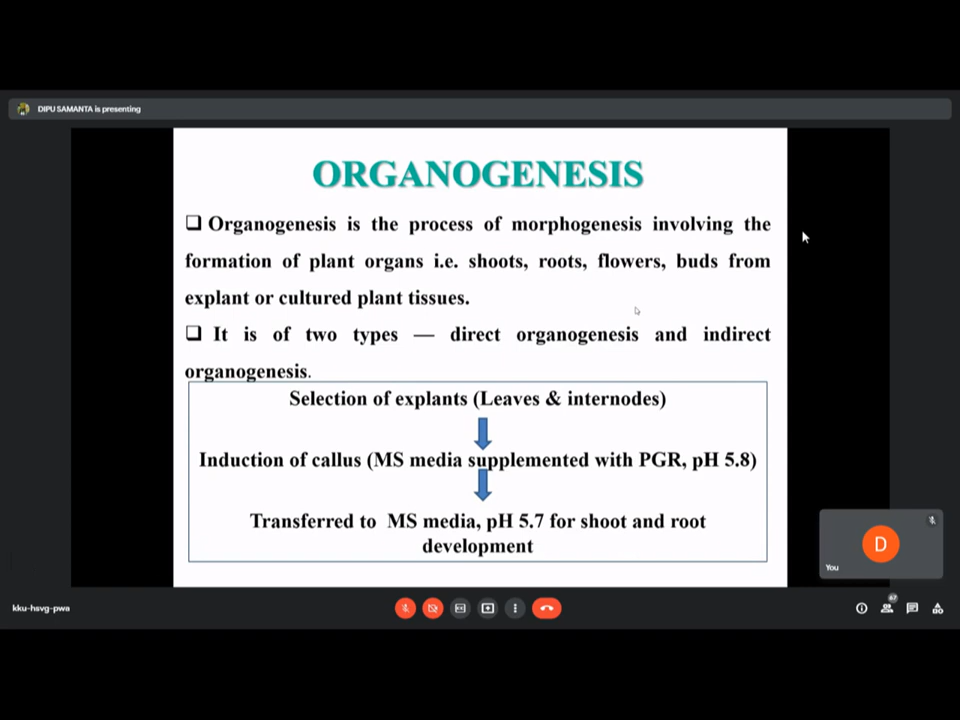 DIPU SAMANTA is presenting
ORGANOGENESIS
❑ Organogenesis is the process of morphogenesis involving the
formation of plant organs i.e. shoots, roots, flowers, buds from
explant or cultured plant tissues.
❑ It is of two types — direct organogenesis and indirect
organogenesis.
Selection of explants (Leaves & internodes)
Induction of callus (MS media supplemented with PGR, pH 5.8)
Transferred to MS media, pH 5.7 for shoot and root
development
D
You
kku-hsvg-pwa
67